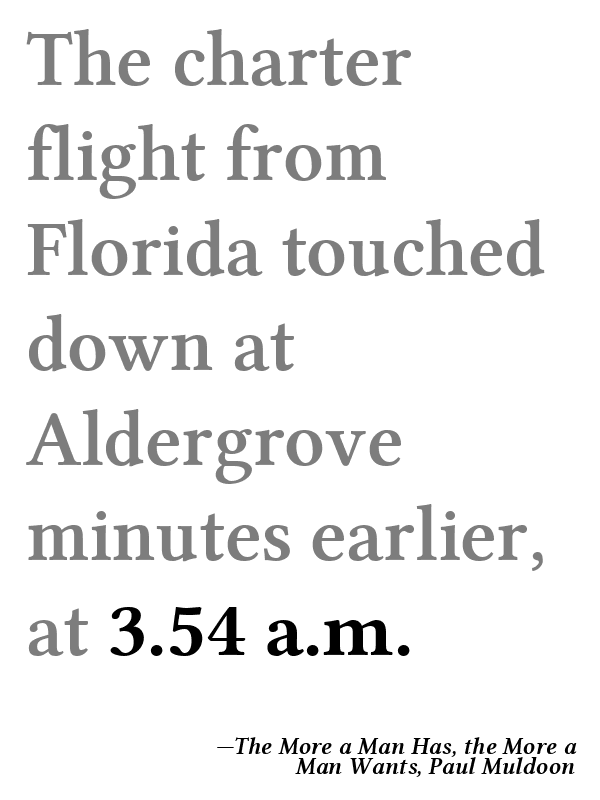 The charter
flight from
Florida touched
down at
Aldergrove
minutes earlier,
at 3.54 a.m.
—The More a Man Has, the More a
Man Wants, Paul Muldoon